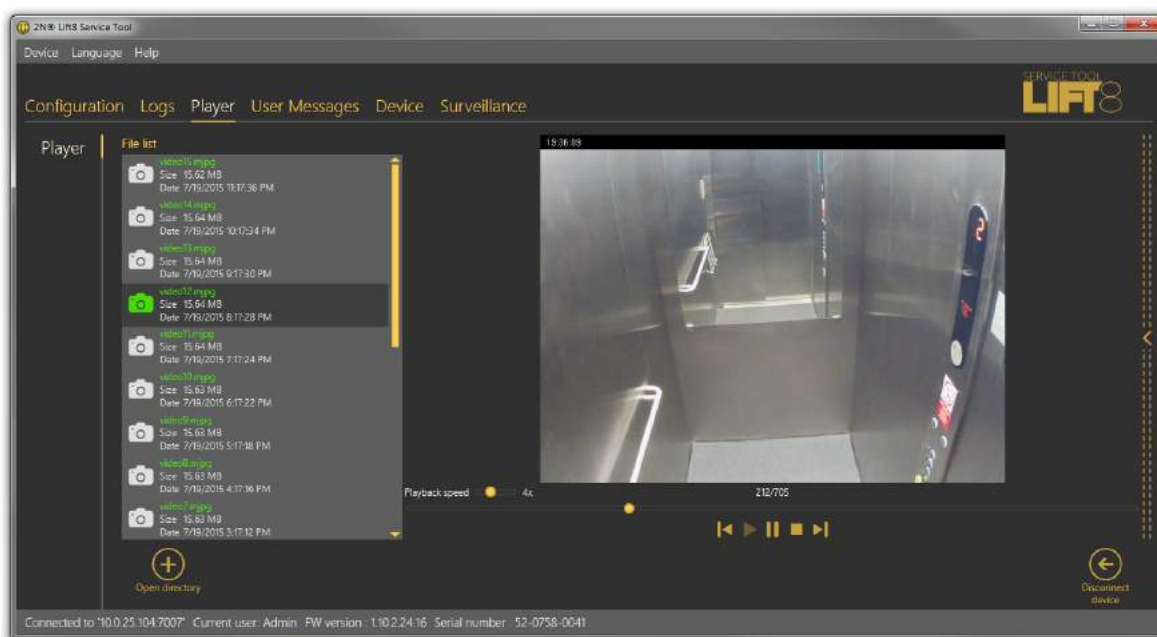 2N® Lift8 Service Tool
Device Language Help
SERVICE TOOL
LIFT8
Configuration Logs Player User Messages Device Surveillance
Player
File list
video15.mjpg
Size 15,62 MB
Date 7/19/2015 11:17:36 PM
video14.mjpg
Size 15,64 MB
Date 7/19/2015 10:17:34 PM
video13.mjpg
Size 15,64 MB
Date 7/19/2015 9:17:30 PM
video12.mjpg
Size 15,64 MB
Date 7/19/2015 8:17:28 PM
video11.mjpg
Size 15,64 MB
Date 7/19/2015 7:17:24 PM
video10.mjpg
Size 15,63 MB
Date 7/19/2015 6:17:22 PM
video9.mjpg
Size 15,63 MB
Date 7/19/2015 5:17:18 PM
video8.mjpg
Size 15,63 MB
Date 7/19/2015 4:17:16 PM
video7.mjpg
Size 15,63 MB
Date 7/19/2015 3:17:12 PM
19:36:09
2
Playback speed 4x
212/705
Open directory
Disconnect
device
Connected to "10.0.25.104:7007" Current user: Admin FW version : 1.10.2.24.16 Serial number : 52-0758-0041